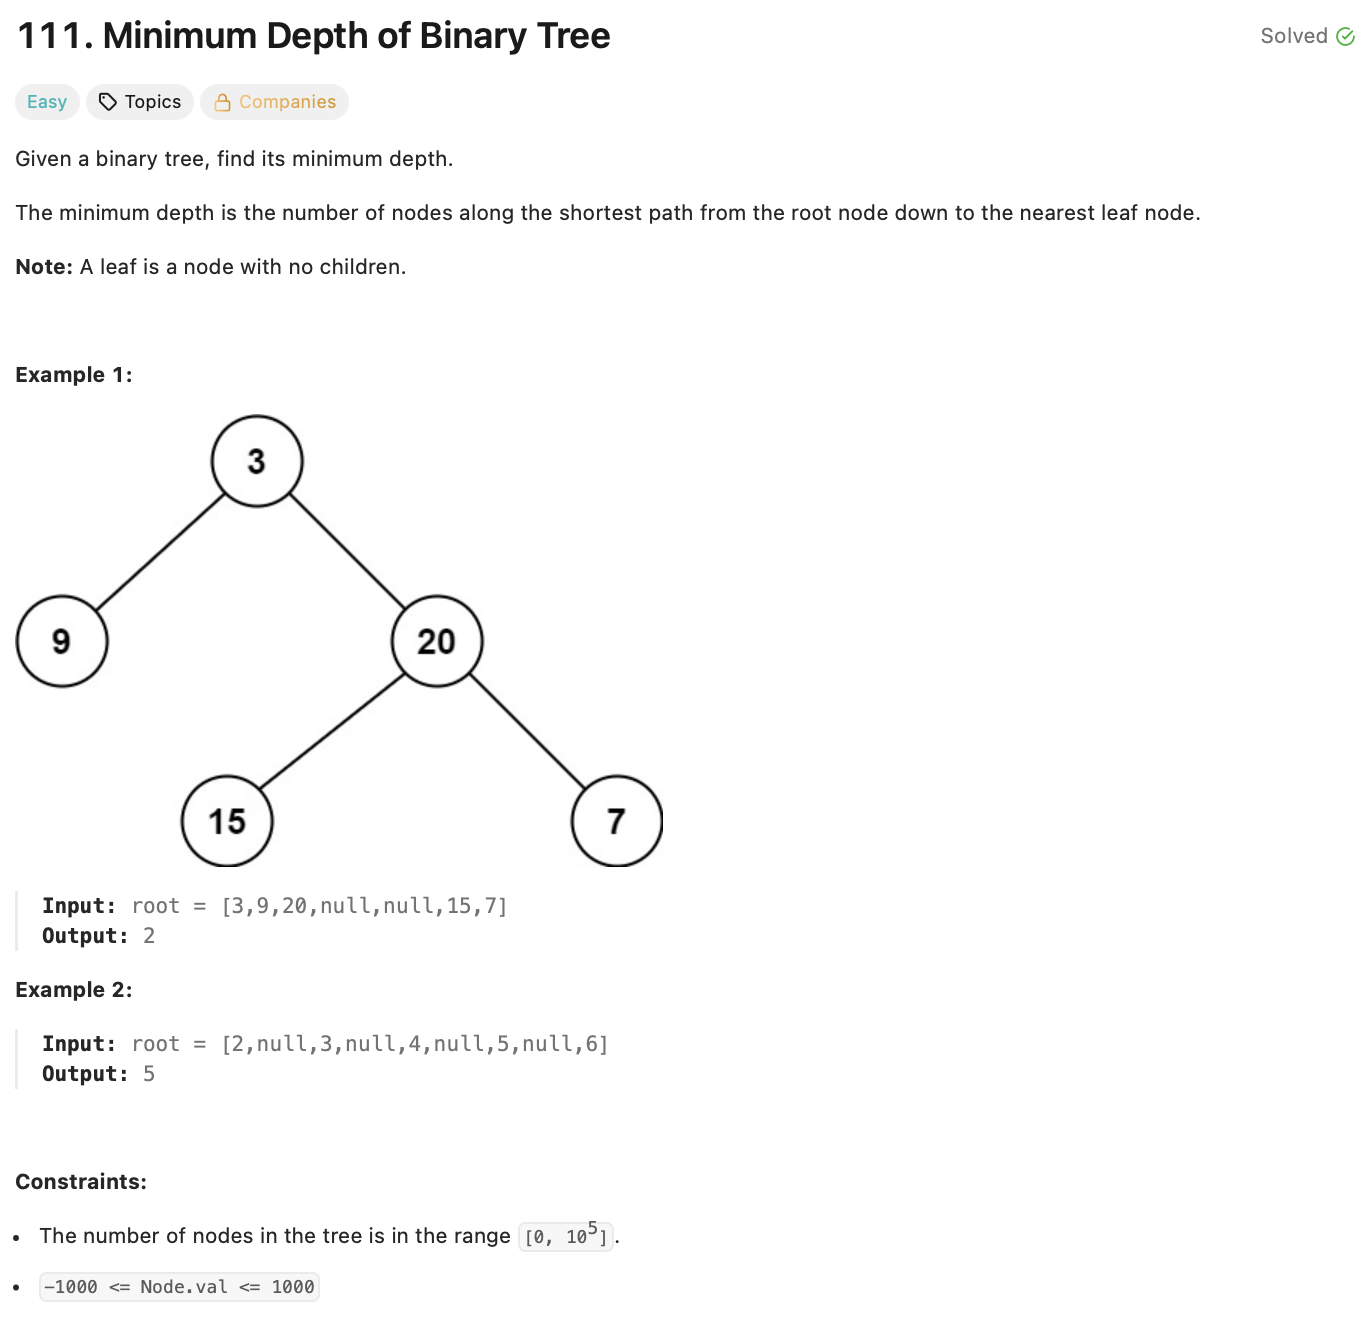 111. Minimum Depth of Binary Tree
Solved
Easy
Topics
Companies
Given a binary tree, find its minimum depth.
The minimum depth is the number of nodes along the shortest path from the root node down to the nearest leaf node.
Note: A leaf is a node with no children.
Example 1:
3
9
20
15
7
Input: root = [3,9,20,null,null,15,7]
Output: 2
Example 2:
Input: root = [2,null,3,null,4,null,5,null,6]
Output: 5
Constraints:
• The number of nodes in the tree is in the range [0, 10⁵].
• -1000 <= Node.val <= 1000